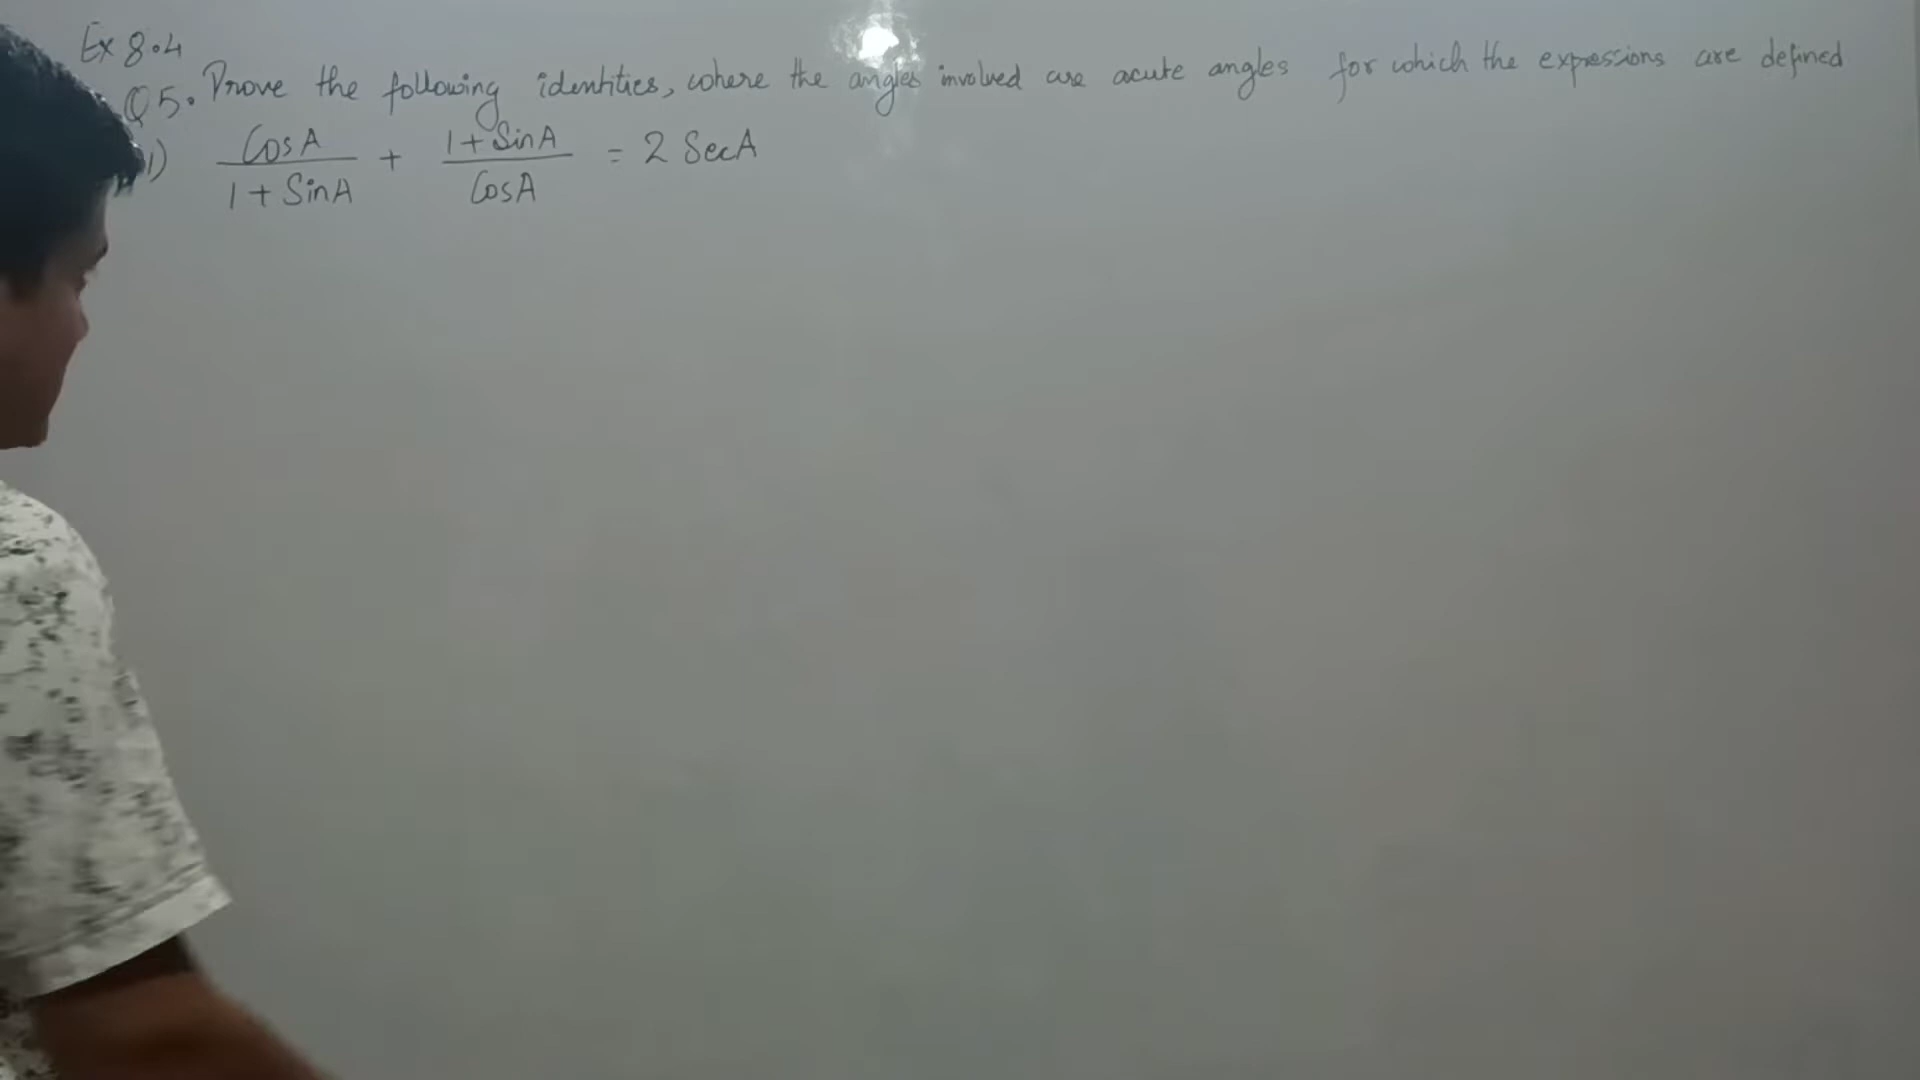 Ex 8.4
Q5. Prove the following identities, where the angles involved are acute angles for which the expressions are defined
i) CosA / 1 + SinA + 1 + SinA / CosA = 2 SecA